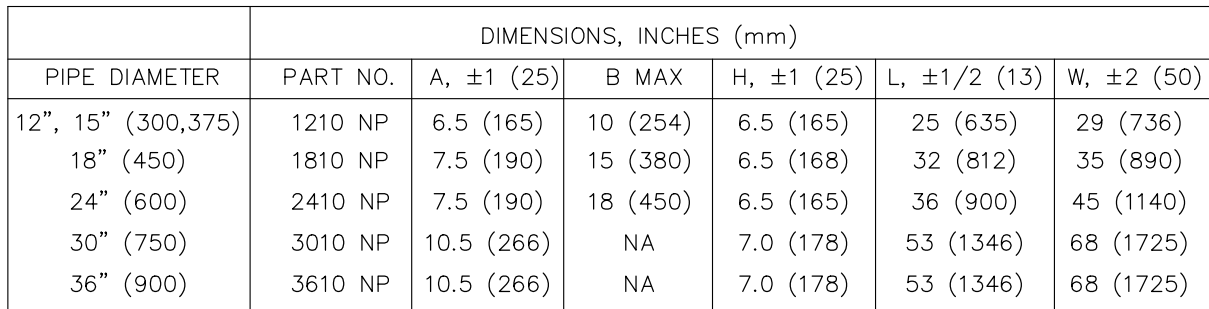 DIMENSIONS, INCHES (mm)
PIPE DIAMETER PART NO. A, ±1 (25) B MAX H, ±1 (25) L, ±1/2 (13) W, ±2 (50)
12”, 15” (300,375) 1210 NP 6.5 (165) 10 (254) 6.5 (165) 25 (635) 29 (736)
18” (450) 1810 NP 7.5 (190) 15 (380) 6.5 (168) 32 (812) 35 (890)
24” (600) 2410 NP 7.5 (190) 18 (450) 6.5 (165) 36 (900) 45 (1140)
30” (750) 3010 NP 10.5 (266) NA 7.0 (178) 53 (1346) 68 (1725)
36” (900) 3610 NP 10.5 (266) NA 7.0 (178) 53 (1346) 68 (1725)